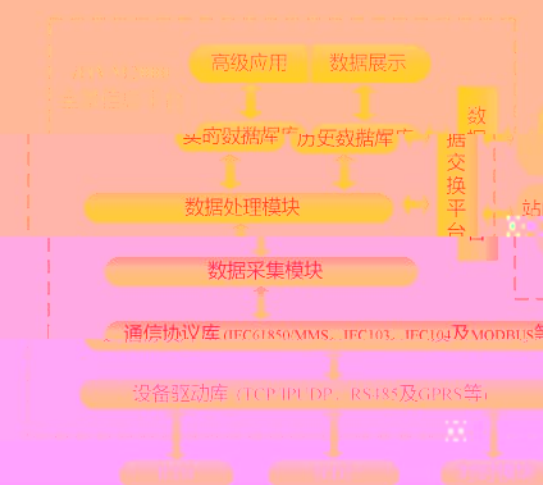 高级应用 数据展示
数
实时数据库 历史数据库 据
交
换
平
台
数据处理模块 站
数据采集模块
通信协议库(IEC61850/MMS、IEC103、IEC104及MODBUS等
设备驱动库 (TCP/IP/UDP、RS485及GPRS等)